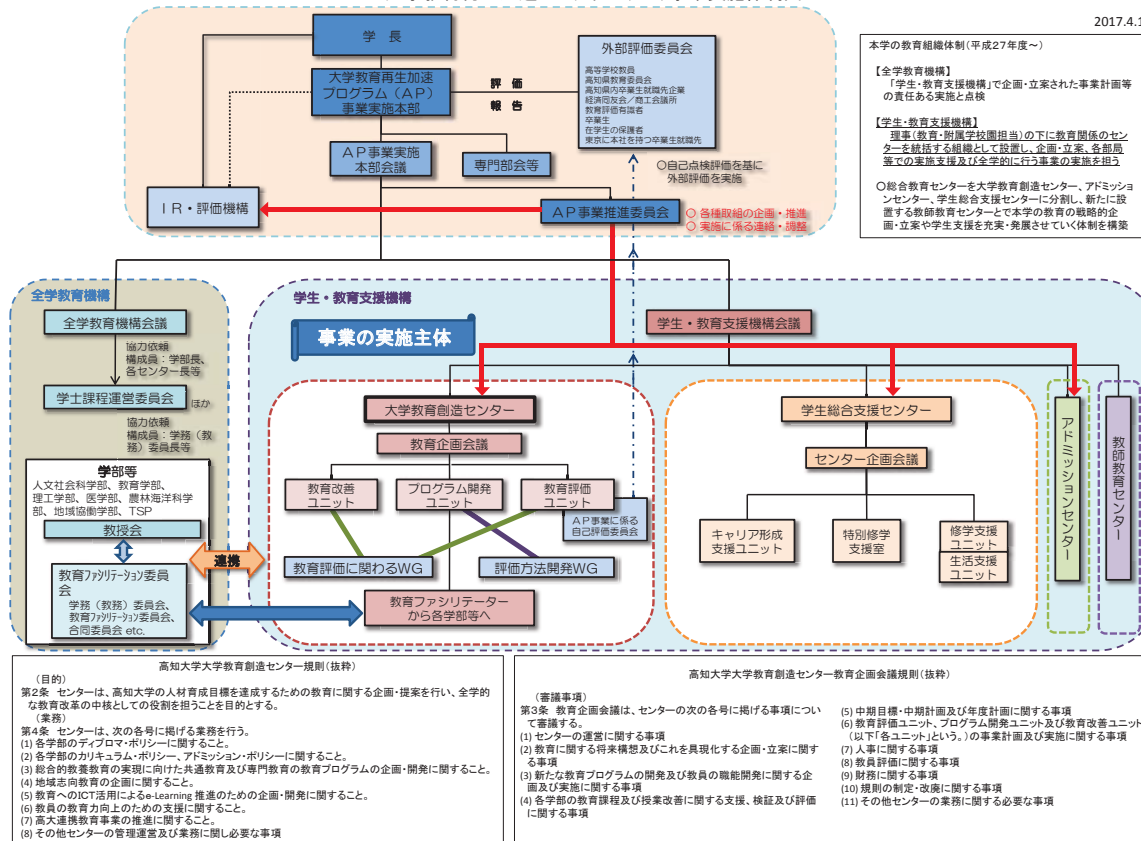 2017.4.1
学 長
大学教育再生加速
プログラム(AP)
事業実施本部
評 価
報 告
外部評価委員会
高等学校教員
高知県教育委員会
高知県内卒業生就職先企業
経済同友会/商工会議所
教育評価有識者
卒業生
在学生の保護者
東京に本社を持つ卒業生就職先
AP事業実施
本部会議
専門部会等
○自己点検評価を基に
外部評価を実施
IR・評価機構
AP事業推進委員会
○ 各種取組の企画・推進
○ 実施に係る連絡・調整
本学の教育組織体制(平成27年度~)
【全学教育機構】
「学生・教育支援機構」で企画・立案された事業計画等
の責任ある実施と点検
【学生・教育支援機構】
理事(教育・附属学校園担当)の下に教育関係のセン
ターを統括する組織として設置し、企画・立案、各部局
等での実施支援及び全学的に行う事業の実施を担う
○総合教育センターを大学教育創造センター、アドミッショ
ンセンター、学生総合支援センターに分割し、新たに設
置する教師教育センターとで本学の教育の戦略的企
画・立案や学生支援を充実・発展させていく体制を構築
全学教育機構
全学教育機構会議
協力依頼
構成員:学部長、
各センター長等
学士課程運営委員会
ほか
協力依頼
構成員:学務(教
務)委員長等
学部等
人文社会科学部、教育学部、
理工学部、医学部、農林海洋科学
部、地域協働学部、TSP
教授会
教育ファシリテーション委員
会
学務(教務)委員会、
教育ファシリテーション委員会、
合同委員会 etc.
連携
学生・教育支援機構
事業の実施主体
学生・教育支援機構会議
大学教育創造センター
教育企画会議
教育改善
ユニット
プログラム開発
ユニット
教育評価
ユニット
AP事業に係る
自己評価委員会
教育評価に関わるWG
評価方法開発WG
教育ファシリテーター
から各学部等へ
学生総合支援センター
センター企画会議
キャリア形成
支援ユニット
特別修学
支援室
修学支援
ユニット
生活支援
ユニット
アドミッションセンター
教師教育センター
高知大学大学教育創造センター規則(抜粋)
(目的)
第2条 センターは、高知大学の人材育成目標を達成するための教育に関する企画・提案を行い、全学的
な教育改革の中核としての役割を担うことを目的とする。
(業務)
第4条 センターは、次の各号に掲げる業務を行う。
(1) 各学部のディプロマ・ポリシーに関すること。
(2) 各学部のカリキュラム・ポリシー、アドミッション・ポリシーに関すること。
(3) 総合的教養教育の実現に向けた共通教育及び専門教育の教育プログラムの企画・開発に関すること。
(4) 地域志向教育の企画に関すること。
(5) 教育へのICT活用によるe-Learning 推進のための企画・開発に関すること。
(6) 教員の教育力向上のための支援に関すること。
(7) 高大連携教育事業の推進に関すること。
(8) その他センターの管理運営及び業務に関し必要な事項
高知大学大学教育創造センター教育企画会議規則(抜粋)
(審議事項)
第3条 教育企画会議は、センターの次の各号に掲げる事項につい
て審議する。
(1) センターの運営に関する事項
(2) 教育に関する将来構想及びこれを具現化する企画・立案に関す
る事項
(3) 新たな教育プログラムの開発及び教員の職能開発に関する企
画及び実施に関する事項
(4) 各学部の教育課程及び授業改善に関する支援、検証及び評価
に関する事項
(5) 中期目標・中期計画及び年度計画に関する事項
(6) 教育評価ユニット、プログラム開発ユニット及び教育改善ユニット
(以下「各ユニット」という。)の事業計画及び実施に関する事項
(7) 人事に関する事項
(8) 教員評価に関する事項
(9) 財務に関する事項
(10) 規則の制定・改廃に関する事項
(11) その他センターの業務に関する必要な事項